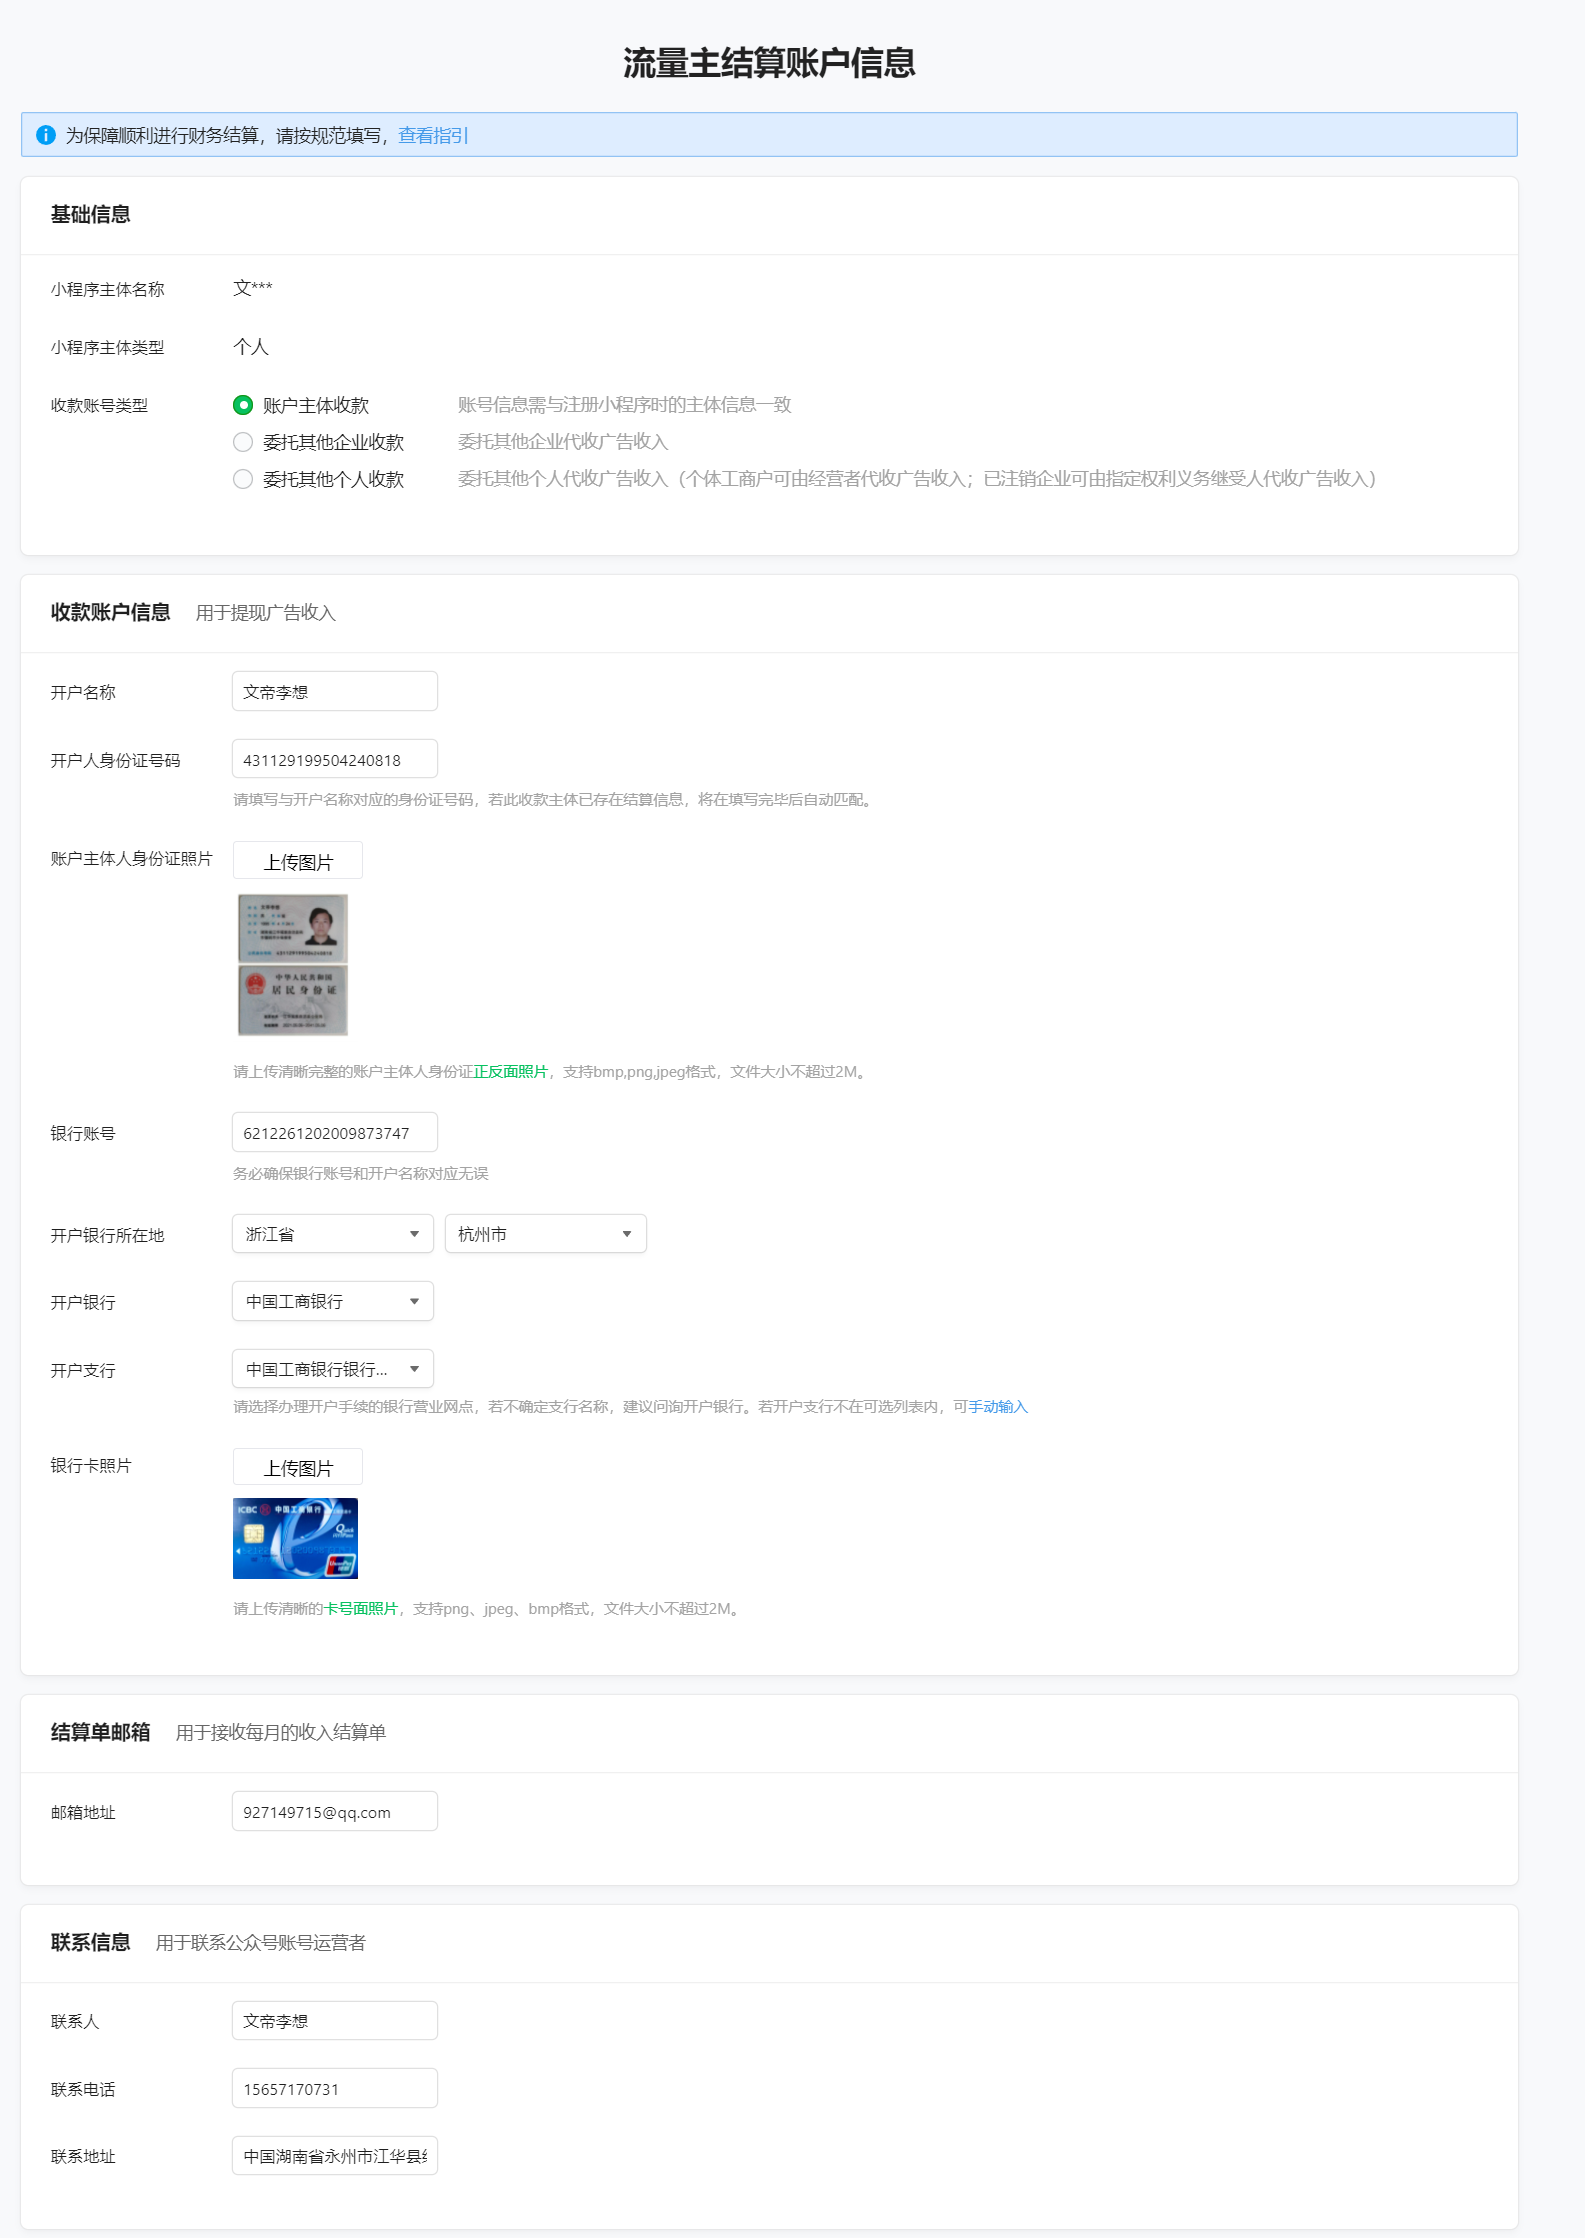 流量主结算账户信息
为保障顺利进行财务结算，请按规范填写，查看指引
基础信息
小程序主体名称 文***
小程序主体类型 个人
收款账号类型 账户主体收款 账号信息需与注册小程序时的主体信息一致
委托其他企业收款 委托其他企业代收广告收入
委托其他个人收款 委托其他个人代收广告收入（个体工商户可由经营者代收广告收入；已注销企业可由指定权利义务继受人代收广告收入）
收款账户信息 用于提现广告收入
开户名称 文帝李想
开户人身份证号码 431129199504240818
请填写与开户名称对应的身份证号码，若此收款主体已存在结算信息，将在填写完毕后自动匹配。
账户主体人身份证照片 上传图片
中华人民共和国
居民身份证
请上传清晰完整的账户主体人身份证正反面照片，支持bmp,png,jpeg格式，文件大小不超过2M。
银行账号 6212261202009873747
务必确保银行账号和开户名称对应无误
开户银行所在地 浙江省 杭州市
开户银行 中国工商银行
开户支行 中国工商银行银行...
请选择办理开户手续的银行营业网点，若不确定支行名称，建议问询开户银行。若开户支行不在可选列表内，可手动输入
银行卡照片 上传图片
ICBC 中国工商银行
请上传清晰的卡号面照片，支持png、jpeg、bmp格式，文件大小不超过2M。
结算单邮箱 用于接收每月的收入结算单
邮箱地址 927149715@qq.com
联系信息 用于联系公众号账号运营者
联系人 文帝李想
联系电话 15657170731
联系地址 中国湖南省永州市江华县